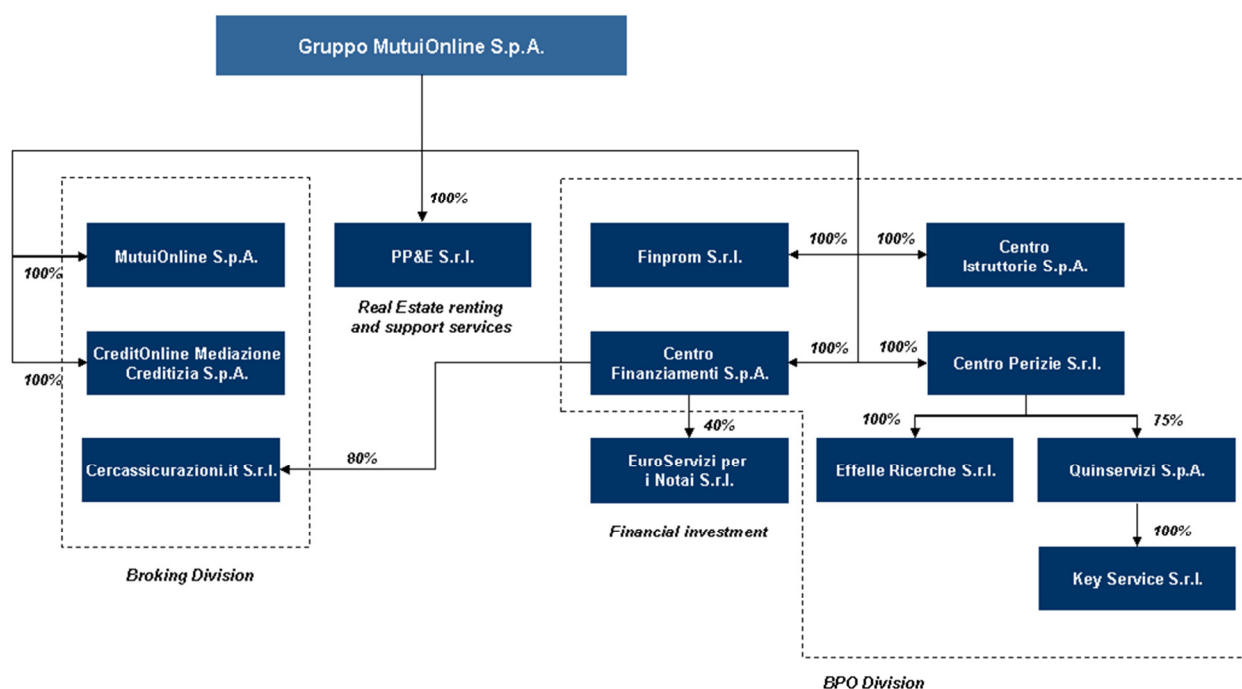 Gruppo MutuiOnline S.p.A.
100%
MutuiOnline S.p.A.
100%
PP&E S.r.l.
Real Estate renting
and support services
Finprom S.r.l.
100%
100%
Centro
Istruttorie S.p.A.
CreditOnline Mediazione
Creditizia S.p.A.
100%
Centro
Finanziamenti S.p.A.
100%
100%
Centro Perizie S.r.l.
Cercassicurazioni.it S.r.l.
80%
40%
EuroServizi per
i Notai S.r.l.
Financial investment
100%
Effelle Ricerche S.r.l.
75%
Quinservizi S.p.A.
100%
Key Service S.r.l.
Broking Division
BPO Division